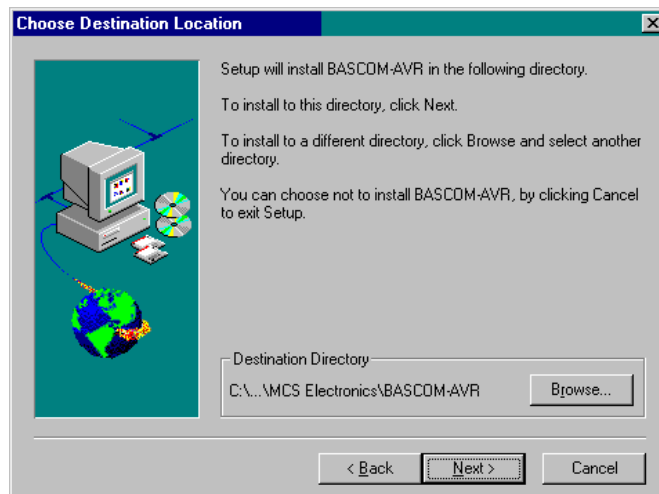 Choose Destination Location
Setup will install BASCOM-AVR in the following directory.
To install to this directory, click Next.
To install to a different directory, click Browse and select another
directory.
You can choose not to install BASCOM-AVR, by clicking Cancel
to exit Setup.
Destination Directory
C:\...\MCS Electronics\BASCOM-AVR
Browse...
< Back
Next >
Cancel